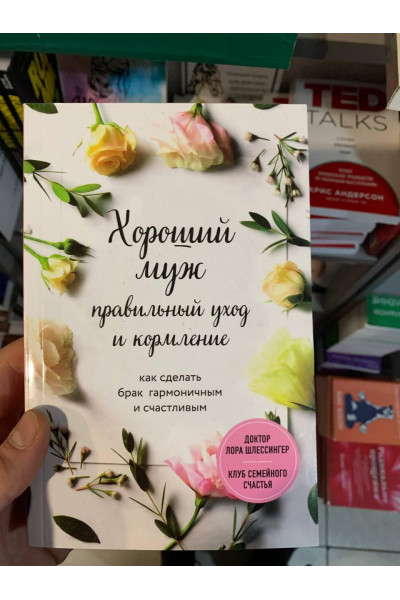 Хороший
муж
правильный уход
и кормление
как сделать
брак гармоничным
и счастливым
ДОКТОР
ЛОРА ШЛЕССИНГЕР
КЛУБ СЕМЕЙНОГО
СЧАСТЬЯ
TED
TALKS
КРИС АНДЕРСОН